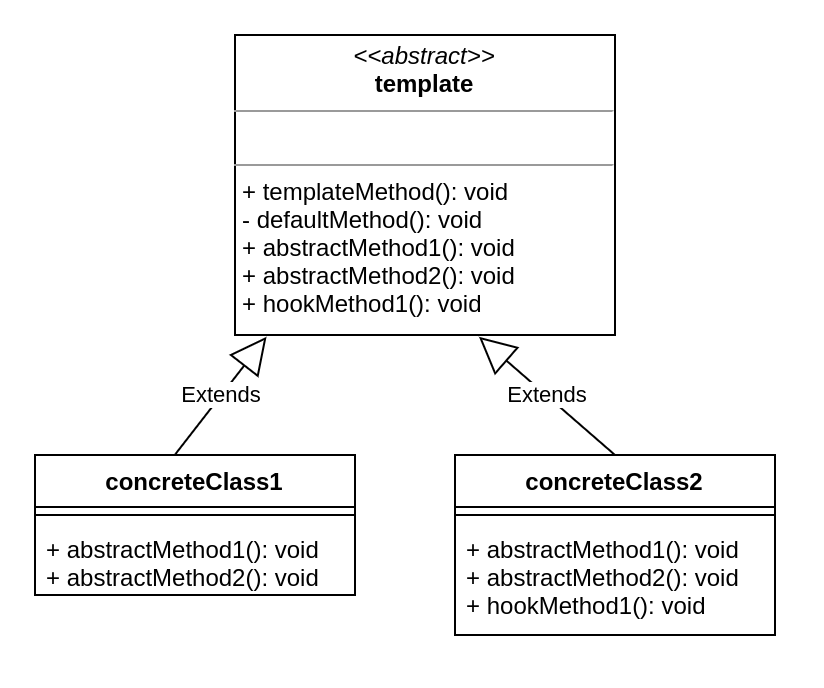 <<abstract>>
template
+ templateMethod(): void
- defaultMethod(): void
+ abstractMethod1(): void
+ abstractMethod2(): void
+ hookMethod1(): void
Extends
Extends
concreteClass1
+ abstractMethod1(): void
+ abstractMethod2(): void
concreteClass2
+ abstractMethod1(): void
+ abstractMethod2(): void
+ hookMethod1(): void